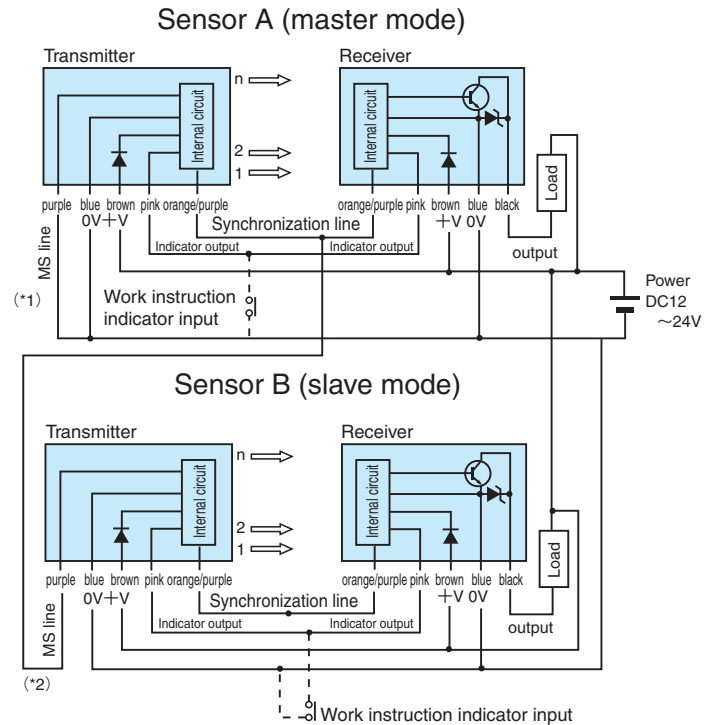 Sensor A (master mode)
Transmitter
Receiver
n
2
1
Internal circuit
Internal circuit
Load
purple
blue
brown
pink
orange/purple
0V
+V
orange/purple
pink
brown
blue
black
+V
0V
output
MS line
Synchronization line
Indicator output
Indicator output
(*1)
Work instruction
indicator input
Power
DC12
～24V
Sensor B (slave mode)
Transmitter
Receiver
n
2
1
Internal circuit
Internal circuit
Load
purple
blue
brown
pink
orange/purple
0V
+V
orange/purple
pink
brown
blue
black
+V
0V
output
MS line
Synchronization line
Indicator output
Indicator output
(*2)
Work instruction indicator input